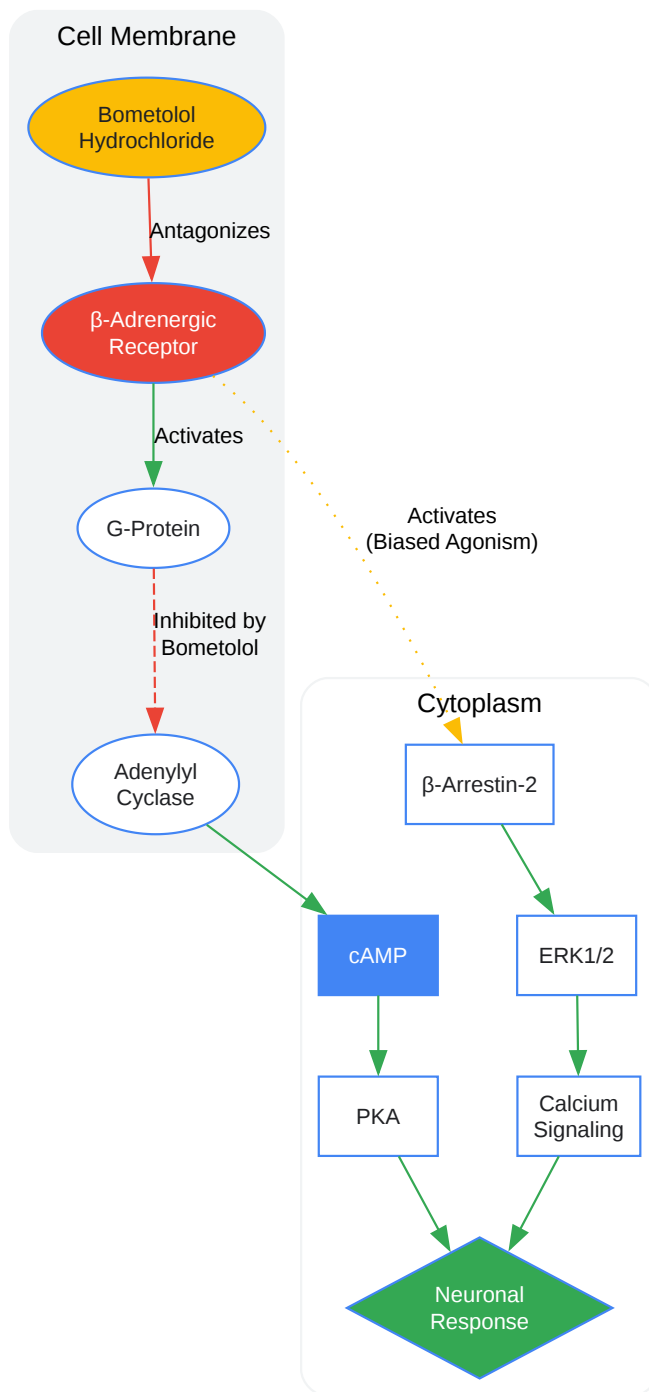 Cell Membrane
Bometolol
Hydrochloride
Antagonizes
β-Adrenergic
Receptor
Activates
G-Protein
Activates
(Biased Agonism)
Inhibited by
Bometolol
Cytoplasm
Adenylyl
Cyclase
β-Arrestin-2
cAMP
ERK1/2
PKA
Calcium
Signaling
Neuronal
Response